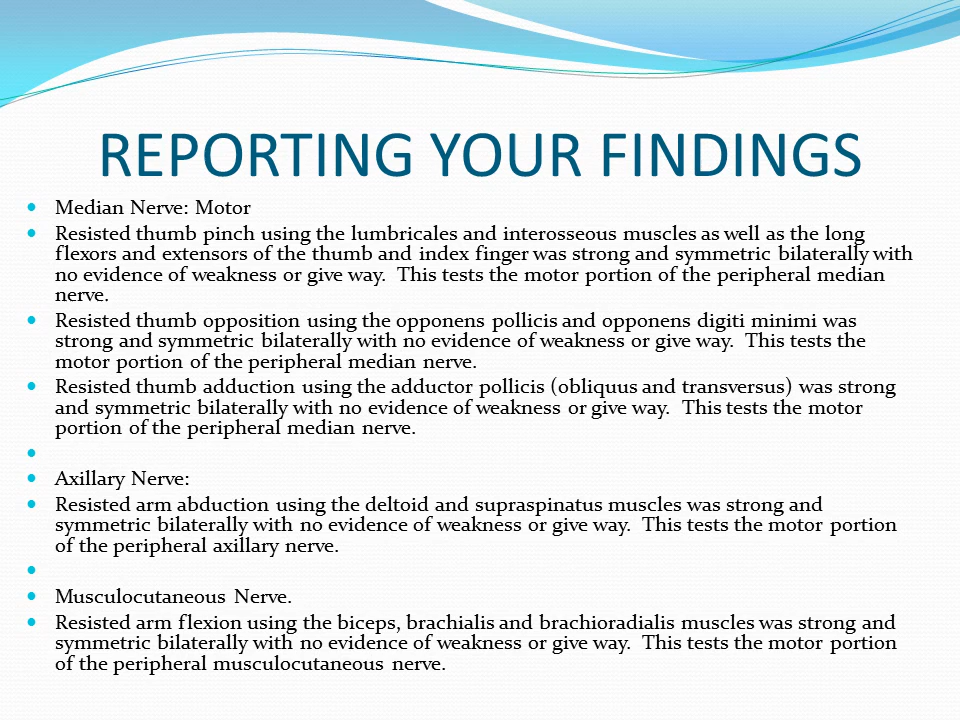 REPORTING YOUR FINDINGS
Median Nerve: Motor
Resisted thumb pinch using the lumbricales and interosseous muscles as well as the long
flexors and extensors of the thumb and index finger was strong and symmetric bilaterally with
no evidence of weakness or give way.  This tests the motor portion of the peripheral median
nerve.
Resisted thumb opposition using the opponens pollicis and opponens digiti minimi was
strong and symmetric bilaterally with no evidence of weakness or give way.  This tests the
motor portion of the peripheral median nerve.
Resisted thumb adduction using the adductor pollicis (obliquus and transversus) was strong
and symmetric bilaterally with no evidence of weakness or give way.  This tests the motor
portion of the peripheral median nerve.
Axillary Nerve:
Resisted arm abduction using the deltoid and supraspinatus muscles was strong and
symmetric bilaterally with no evidence of weakness or give way.  This tests the motor portion
of the peripheral axillary nerve.
Musculocutaneous Nerve.
Resisted arm flexion using the biceps, brachialis and brachioradialis muscles was strong and
symmetric bilaterally with no evidence of weakness or give way.  This tests the motor portion
of the peripheral musculocutaneous nerve.